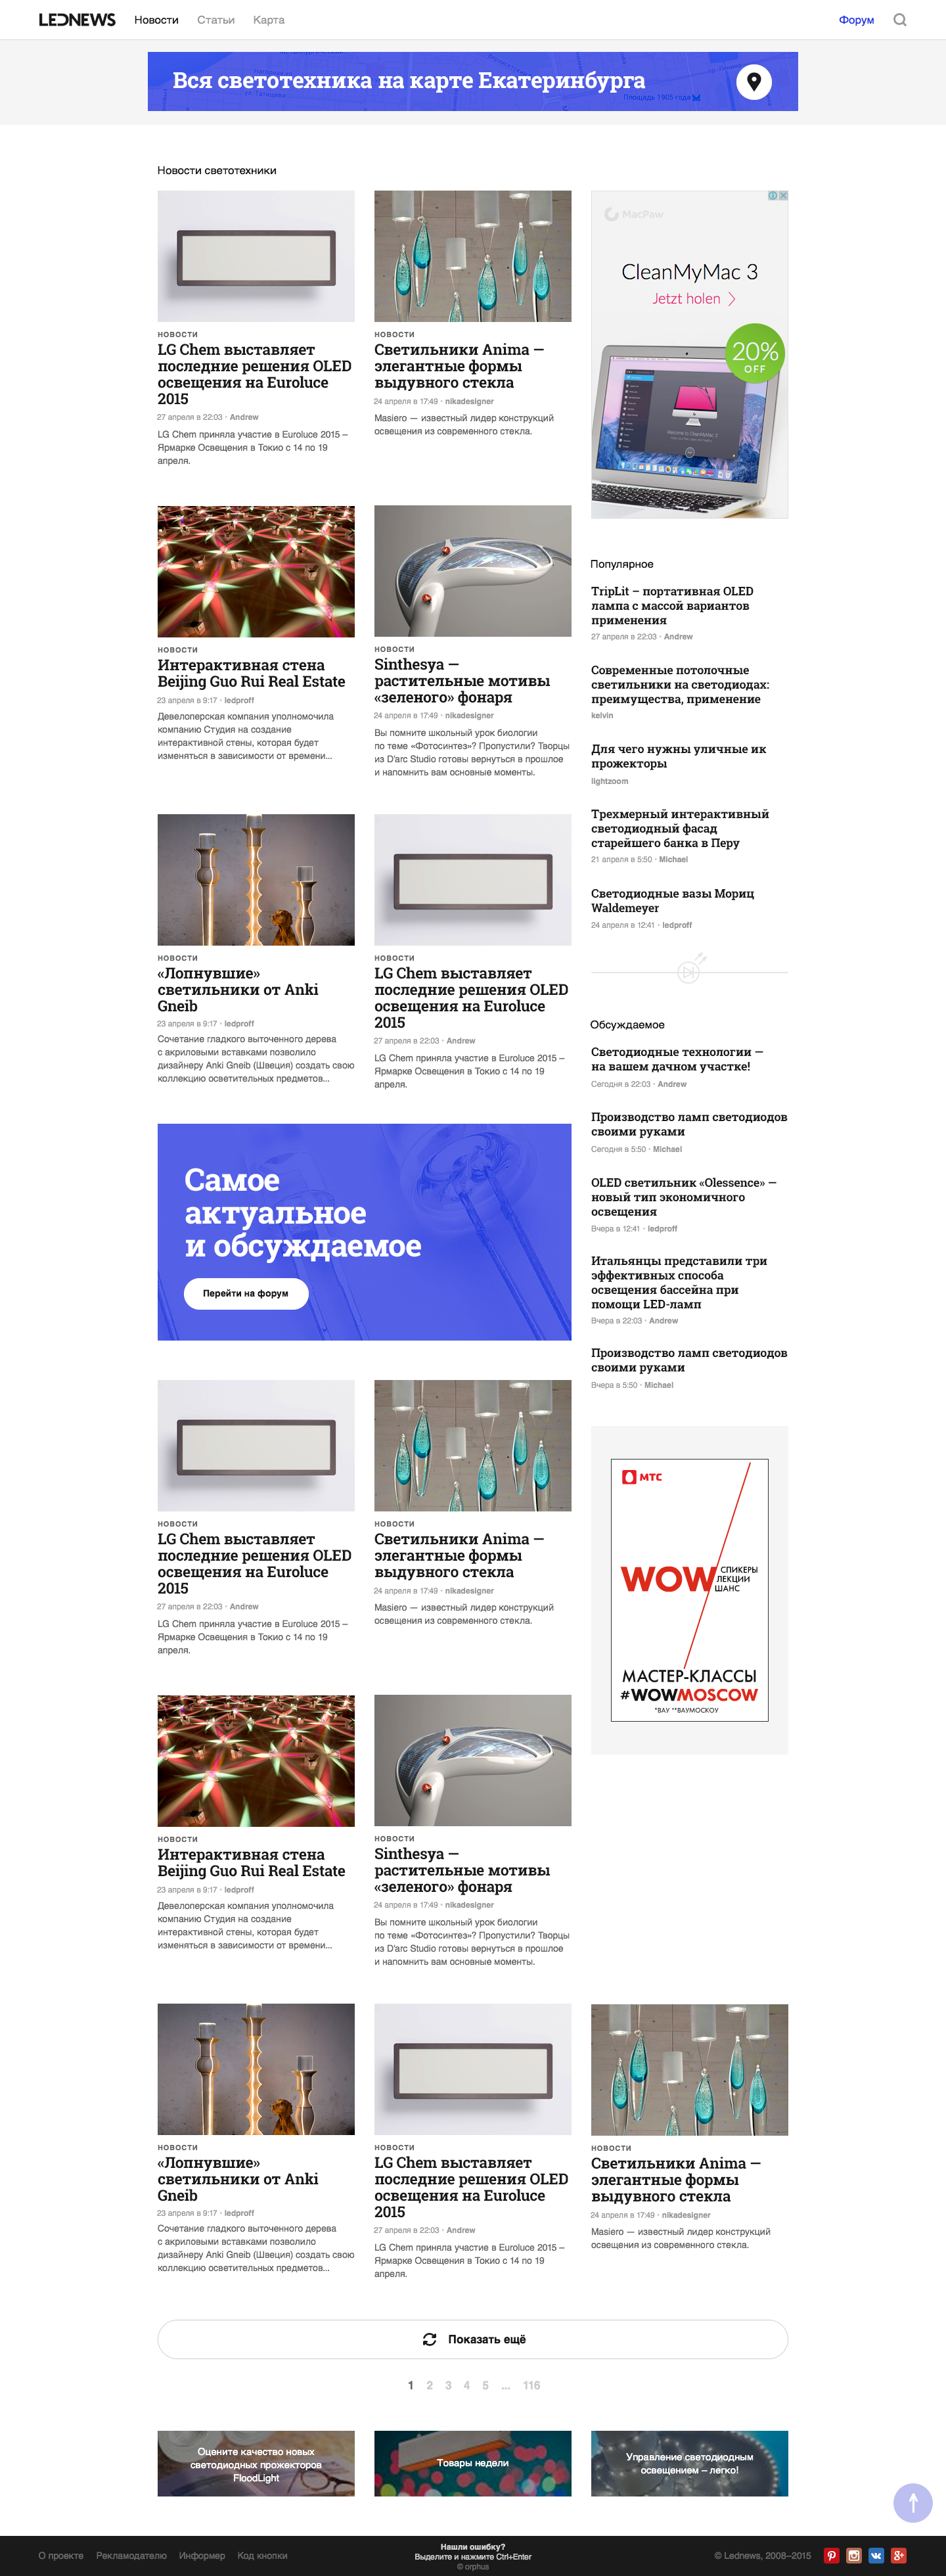 LEDNEWS
Новости
Статьи
Карта
Форум
Вся светотехника на карте Екатеринбурга
Площадь 1905 года
Новости светотехники
НОВОСТИ
LG Chem выставляет
последние решения OLED
освещения на Euroluce
2015
27 апреля в 22:03 · Andrew
LG Chem приняла участие в Euroluce 2015 –
Ярмарке Освещения в Токио с 14 по 19
апреля.
НОВОСТИ
Светильники Anima —
элегантные формы
выдувного стекла
24 апреля в 17:49 · nikadesigner
Masiero — известный лидер конструкций
освещения из современного стекла.
MacPaw
CleanMyMac 3
Jetzt holen
20%
OFF
НОВОСТИ
Интерактивная стена
Beijing Guo Rui Real Estate
23 апреля в 9:17 · ledproff
Девелоперская компания уполномочила
компанию Студия на создание
интерактивной стены, которая будет
изменяться в зависимости от времени...
НОВОСТИ
Sinthesya —
растительные мотивы
«зеленого» фонаря
24 апреля в 17:49 · nikadesigner
Вы помните школьный урок биологии
по теме «Фотосинтез»? Пропустили? Творцы
из D'arc Studio готовы вернуться в прошлое
и напомнить вам основные моменты.
Популярное
TripLit – портативная OLED
лампа с массой вариантов
применения
27 апреля в 22:03 · Andrew
Современные потолочные
светильники на светодиодах:
преимущества, применение
kelvin
Для чего нужны уличные ик
прожекторы
lightzoom
Трехмерный интерактивный
светодиодный фасад
старейшего банка в Перу
21 апреля в 5:50 · Michael
Светодиодные вазы Мориц
Waldemeyer
24 апреля в 12:41 · ledproff
НОВОСТИ
«Лопнувшие»
светильники от Anki
Gneib
23 апреля в 9:17 · ledproff
Сочетание гладкого выточенного дерева
с акриловыми вставками позволило
дизайнеру Anki Gneib (Швеция) создать свою
коллекцию осветительных предметов...
НОВОСТИ
LG Chem выставляет
последние решения OLED
освещения на Euroluce
2015
27 апреля в 22:03 · Andrew
LG Chem приняла участие в Euroluce 2015 –
Ярмарке Освещения в Токио с 14 по 19
апреля.
Обсуждаемое
Светодиодные технологии —
на вашем дачном участке!
Сегодня в 22:03 · Andrew
Производство ламп светодиодов
своими руками
Сегодня в 5:50 · Michael
OLED светильник «Olessence» —
новый тип экономичного
освещения
Вчера в 12:41 · ledproff
Итальянцы представили три
эффективных способа
освещения бассейна при
помощи LED-ламп
Вчера в 22:03 · Andrew
Производство ламп светодиодов
своими руками
Вчера в 5:50 · Michael
Самое
актуальное
и обсуждаемое
Перейти на форум
НОВОСТИ
LG Chem выставляет
последние решения OLED
освещения на Euroluce
2015
27 апреля в 22:03 · Andrew
LG Chem приняла участие в Euroluce 2015 –
Ярмарке Освещения в Токио с 14 по 19
апреля.
НОВОСТИ
Светильники Anima —
элегантные формы
выдувного стекла
24 апреля в 17:49 · nikadesigner
Masiero — известный лидер конструкций
освещения из современного стекла.
МТС
WOW
СПИКЕРЫ
ЛЕКЦИИ
ШАНС
МАСТЕР-КЛАССЫ
#WOWMOSCOW
*ВАУ **ВАУМОСКОУ
НОВОСТИ
Интерактивная стена
Beijing Guo Rui Real Estate
23 апреля в 9:17 · ledproff
Девелоперская компания уполномочила
компанию Студия на создание
интерактивной стены, которая будет
изменяться в зависимости от времени...
НОВОСТИ
Sinthesya —
растительные мотивы
«зеленого» фонаря
24 апреля в 17:49 · nikadesigner
Вы помните школьный урок биологии
по теме «Фотосинтез»? Пропустили? Творцы
из D'arc Studio готовы вернуться в прошлое
и напомнить вам основные моменты.
НОВОСТИ
«Лопнувшие»
светильники от Anki
Gneib
23 апреля в 9:17 · ledproff
Сочетание гладкого выточенного дерева
с акриловыми вставками позволило
дизайнеру Anki Gneib (Швеция) создать свою
коллекцию осветительных предметов...
НОВОСТИ
LG Chem выставляет
последние решения OLED
освещения на Euroluce
2015
27 апреля в 22:03 · Andrew
LG Chem приняла участие в Euroluce 2015 –
Ярмарке Освещения в Токио с 14 по 19
апреля.
НОВОСТИ
Светильники Anima —
элегантные формы
выдувного стекла
24 апреля в 17:49 · nikadesigner
Masiero — известный лидер конструкций
освещения из современного стекла.
Показать ещё
1 2 3 4 5 ... 116
Оцените качество новых
светодиодных прожекторов
FloodLight
Товары недели
Управление светодиодным
освещением – легко!
О проекте
Рекламодателю
Информер
Код кнопки
Нашли ошибку?
Выделите и нажмите Ctrl+Enter
© orphus
© Lednews, 2008–2015